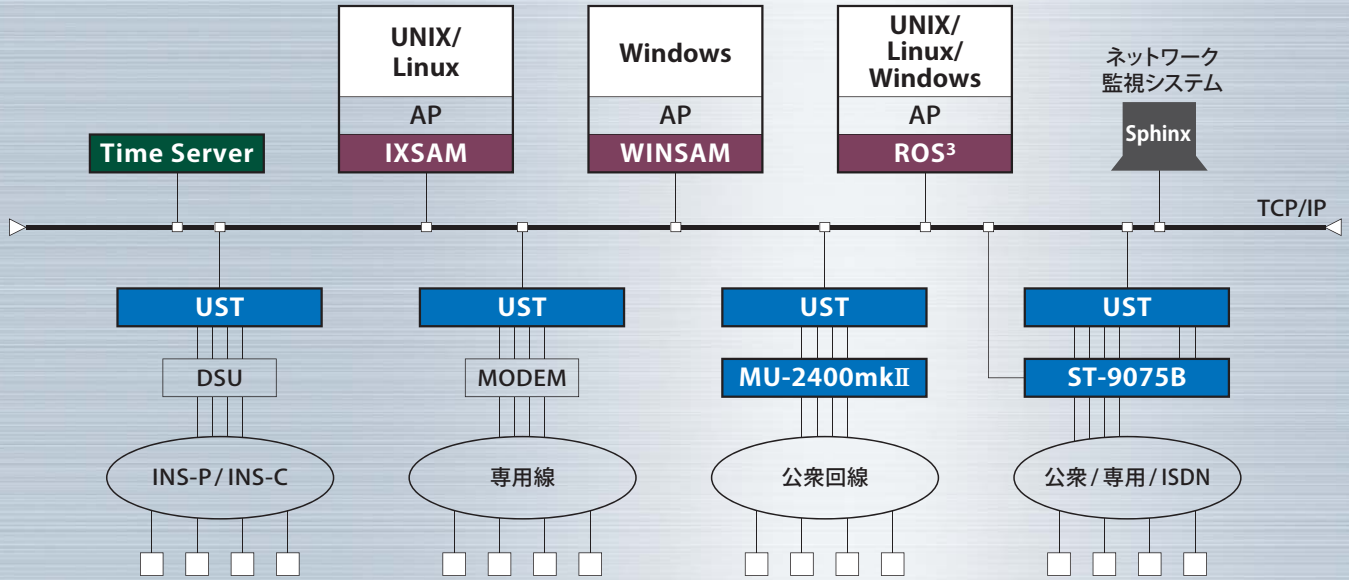 UNIX/
Linux
AP
IXSAM
Windows
AP
WINSAM
UNIX/
Linux/
Windows
AP
ROS³
ネットワーク
監視システム
Sphinx
Time Server
TCP/IP
UST
UST
UST
UST
DSU
MODEM
MU-2400mkⅡ
ST-9075B
INS-P/INS-C
専用線
公衆回線
公衆/専用/ISDN